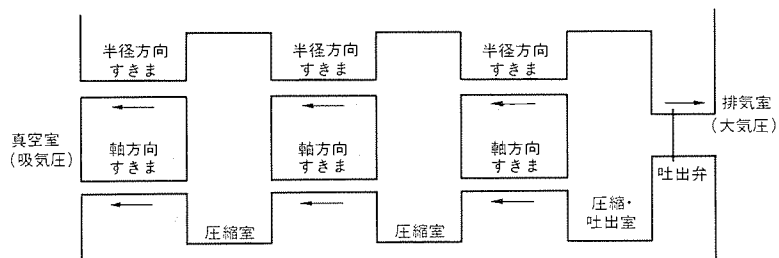 半径方向
すきま
半径方向
すきま
半径方向
すきま
排気室
(大気圧)
真空室
(吸気圧)
軸方向
すきま
軸方向
すきま
軸方向
すきま
吐出弁
圧縮室
圧縮室
圧縮・
吐出室